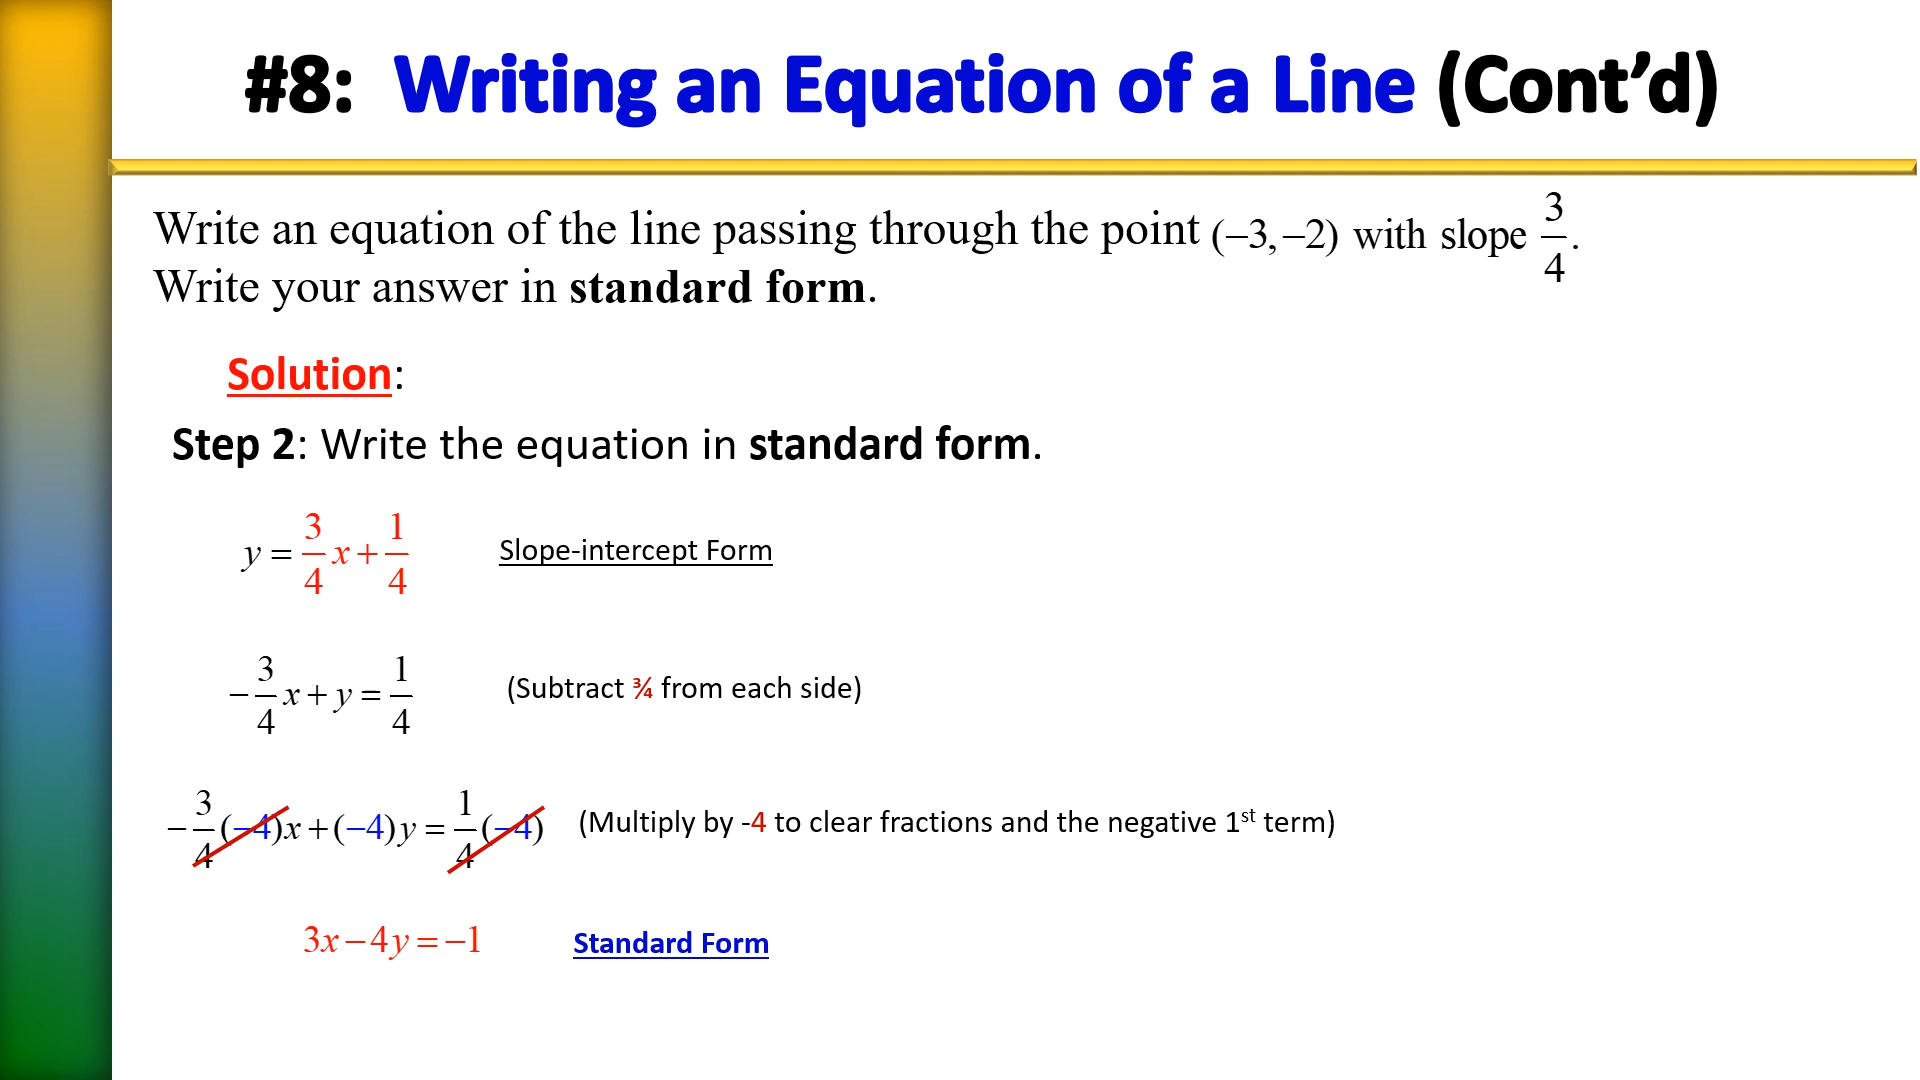 #8: Writing an Equation of a Line (Cont’d)
Write an equation of the line passing through the point (−3,−2) with slope 3/4.
Write your answer in standard form.
Solution:
Step 2: Write the equation in standard form.
y = 3/4 x + 1/4 Slope-intercept Form
−3/4 x + y = 1/4 (Subtract ¾ from each side)
−3/4 (−4)x + (−4)y = 1/4 (−4) (Multiply by -4 to clear fractions and the negative 1st term)
3x − 4y = −1 Standard Form